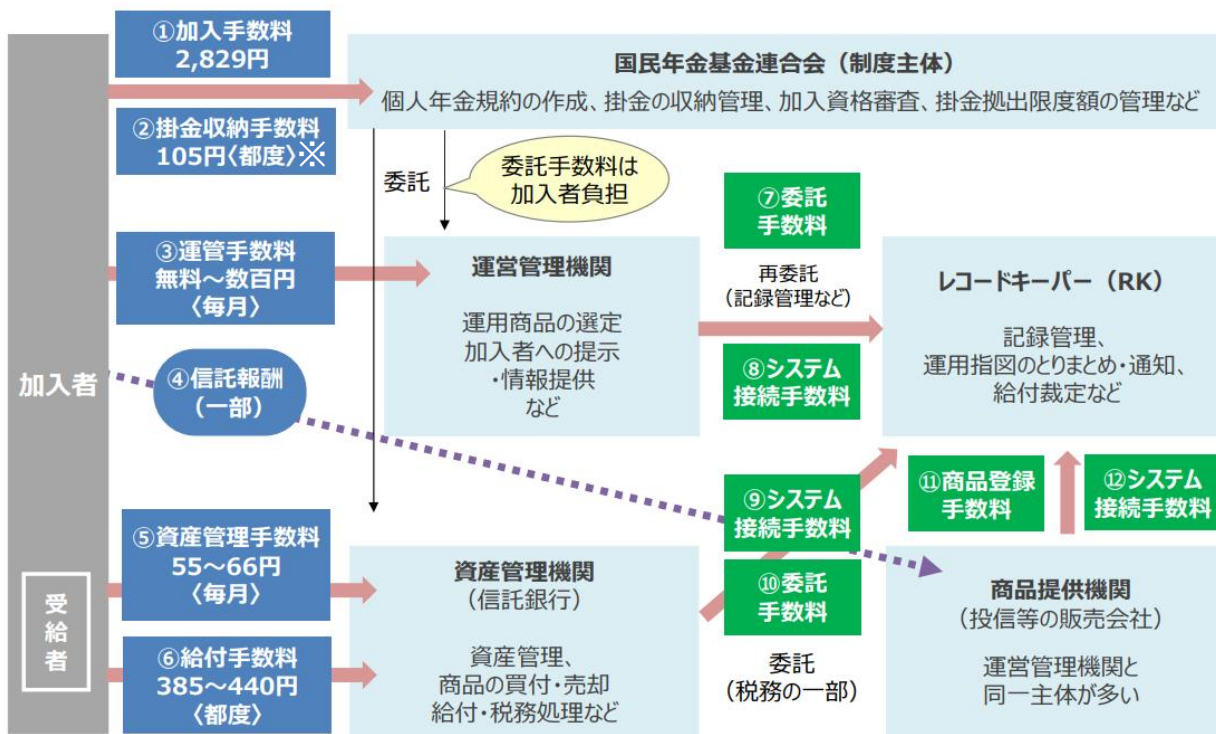 ①加入手数料
2,829円
国民年金基金連合会（制度主体）
個人年金規約の作成、掛金の収納管理、加入資格審査、掛金拠出限度額の管理など
②掛金収納手数料
105円〈都度〉※
委託
委託手数料は
加入者負担
③運管手数料
無料～数百円
〈毎月〉
運営管理機関
運用商品の選定
加入者への提示
・情報提供
など
⑦委託
手数料
再委託
（記録管理など）
⑧システム
接続手数料
レコードキーパー（RK）
記録管理、
運用指図のとりまとめ・通知、
給付裁定など
加入者
④信託報酬
（一部）
⑨システム
接続手数料
⑩委託
手数料
委託
（税務の一部）
⑪商品登録
手数料
⑫システム
接続手数料
⑤資産管理手数料
55～66円
〈毎月〉
受
給
者
⑥給付手数料
385～440円
〈都度〉
資産管理機関
（信託銀行）
資産管理、
商品の買付・売却
給付・税務処理など
商品提供機関
（投信等の販売会社）
運営管理機関と
同一主体が多い